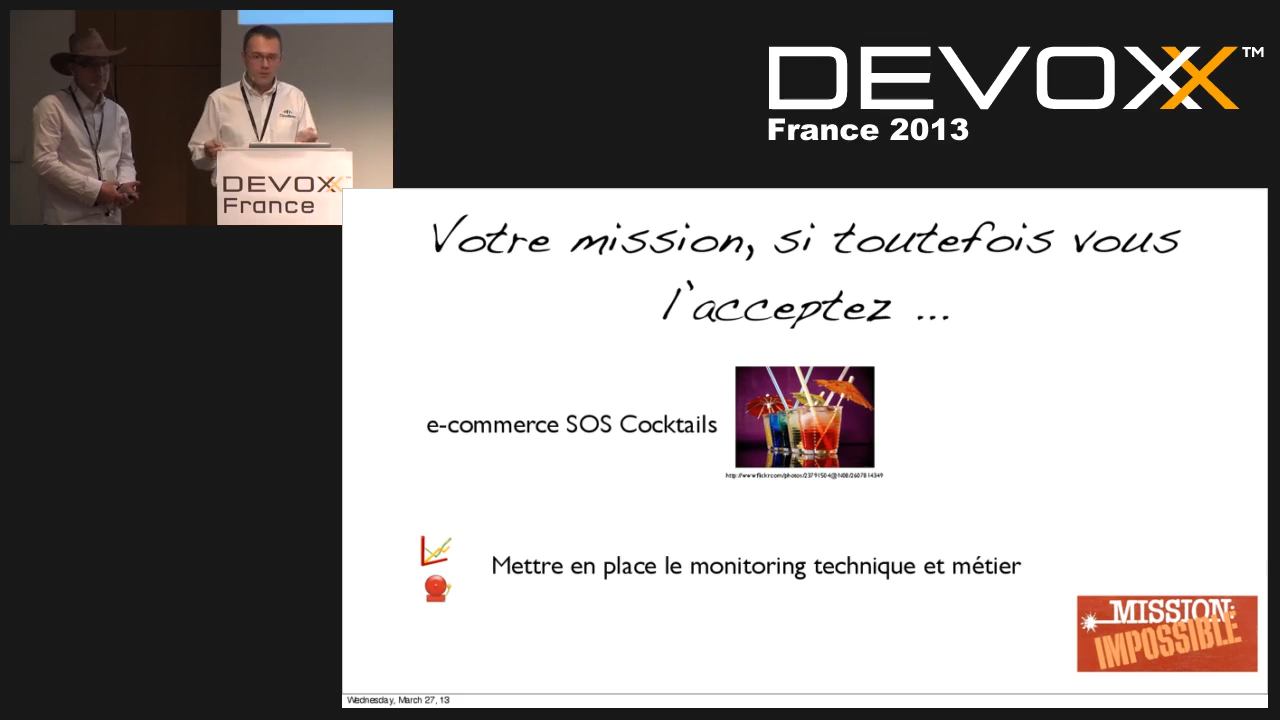 DEVOXX™
France 2013
DEVOXX
France
Votre mission, si toutefois vous
l'acceptez ...
e-commerce SOS Cocktails
Mettre en place le monitoring technique et métier
MISSION:
IMPOSSIBLE
Wednesday, March 27, 13